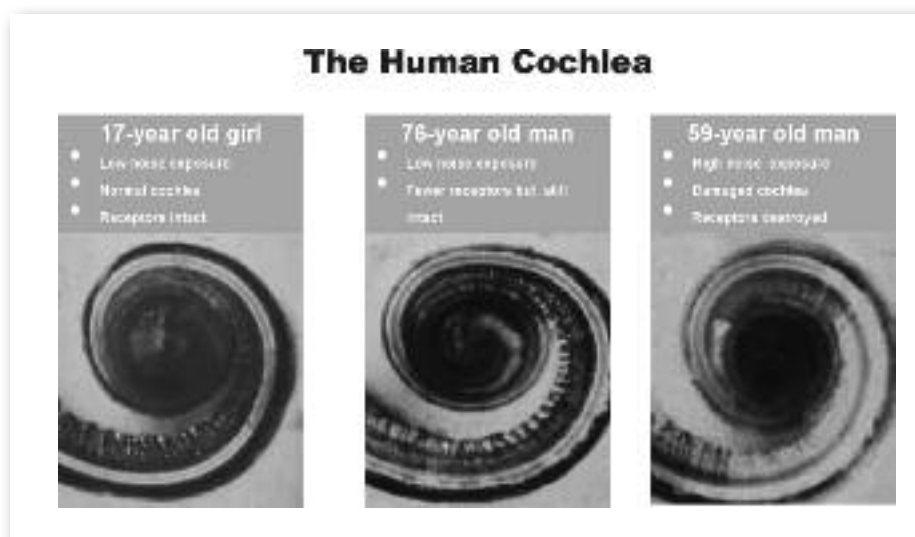 The Human Cochlea
17-year old girl
Low noise exposure
Normal cochlea
Receptors intact
76-year old man
Low noise exposure
Fewer receptors but still
intact
59-year old man
High noise exposure
Damaged cochlea
Receptors destroyed